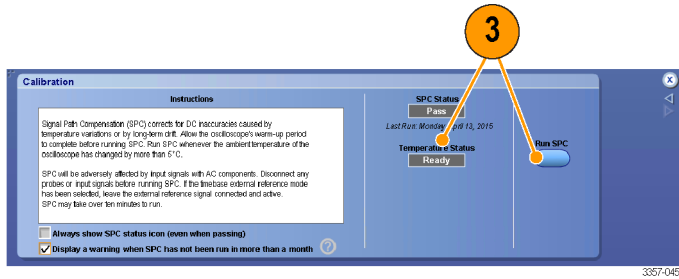 3
Calibration
Instructions
Signal Path Compensation (SPC) corrects for DC inaccuracies caused by
temperature variations or by long-term drift. Allow the oscilloscope's warm-up period
to complete before running SPC. Run SPC whenever the ambient temperature of the
oscilloscope has changed by more than 5°C.
SPC will be adversely affected by input signals with AC components. Disconnect any
probes or input signals before running SPC. If the timebase external reference mode
has been selected, leave the external reference signal connected and active.
SPC may take over ten minutes to run.
Always show SPC status icon (even when passing)
Display a warning when SPC has not been run in more than a month
?
SPC Status
Pass
Last Run: Monday, April 13, 2015
Temperature Status
Ready
Run SPC
x
3357-045